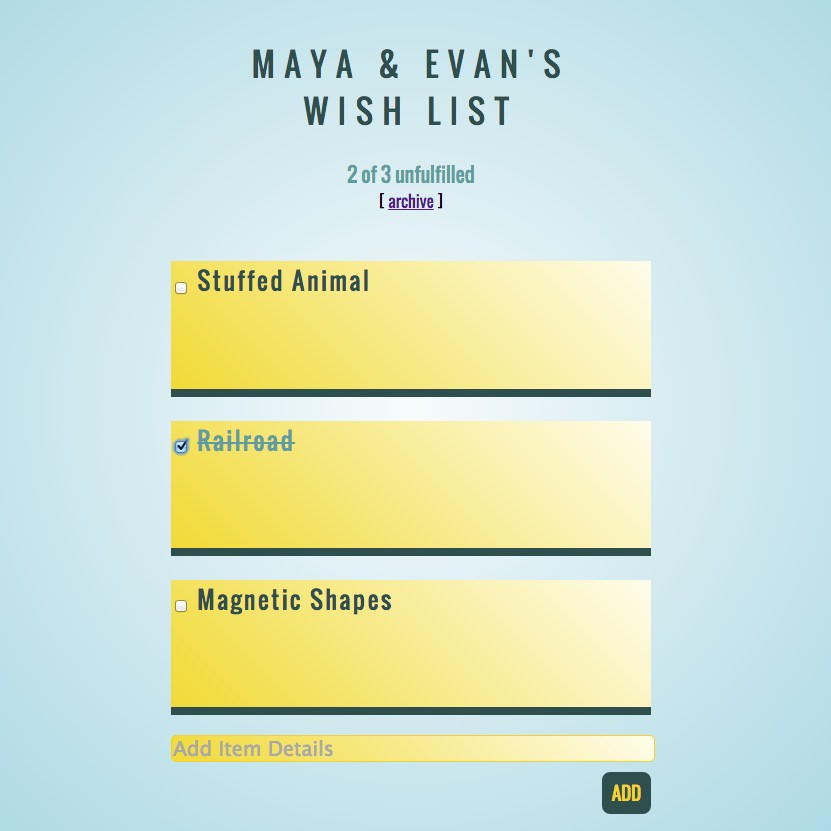 MAYA & EVAN'S
WISH LIST
2 of 3 unfulfilled
[ archive ]
Stuffed Animal
Railroad
Magnetic Shapes
Add Item Details
ADD